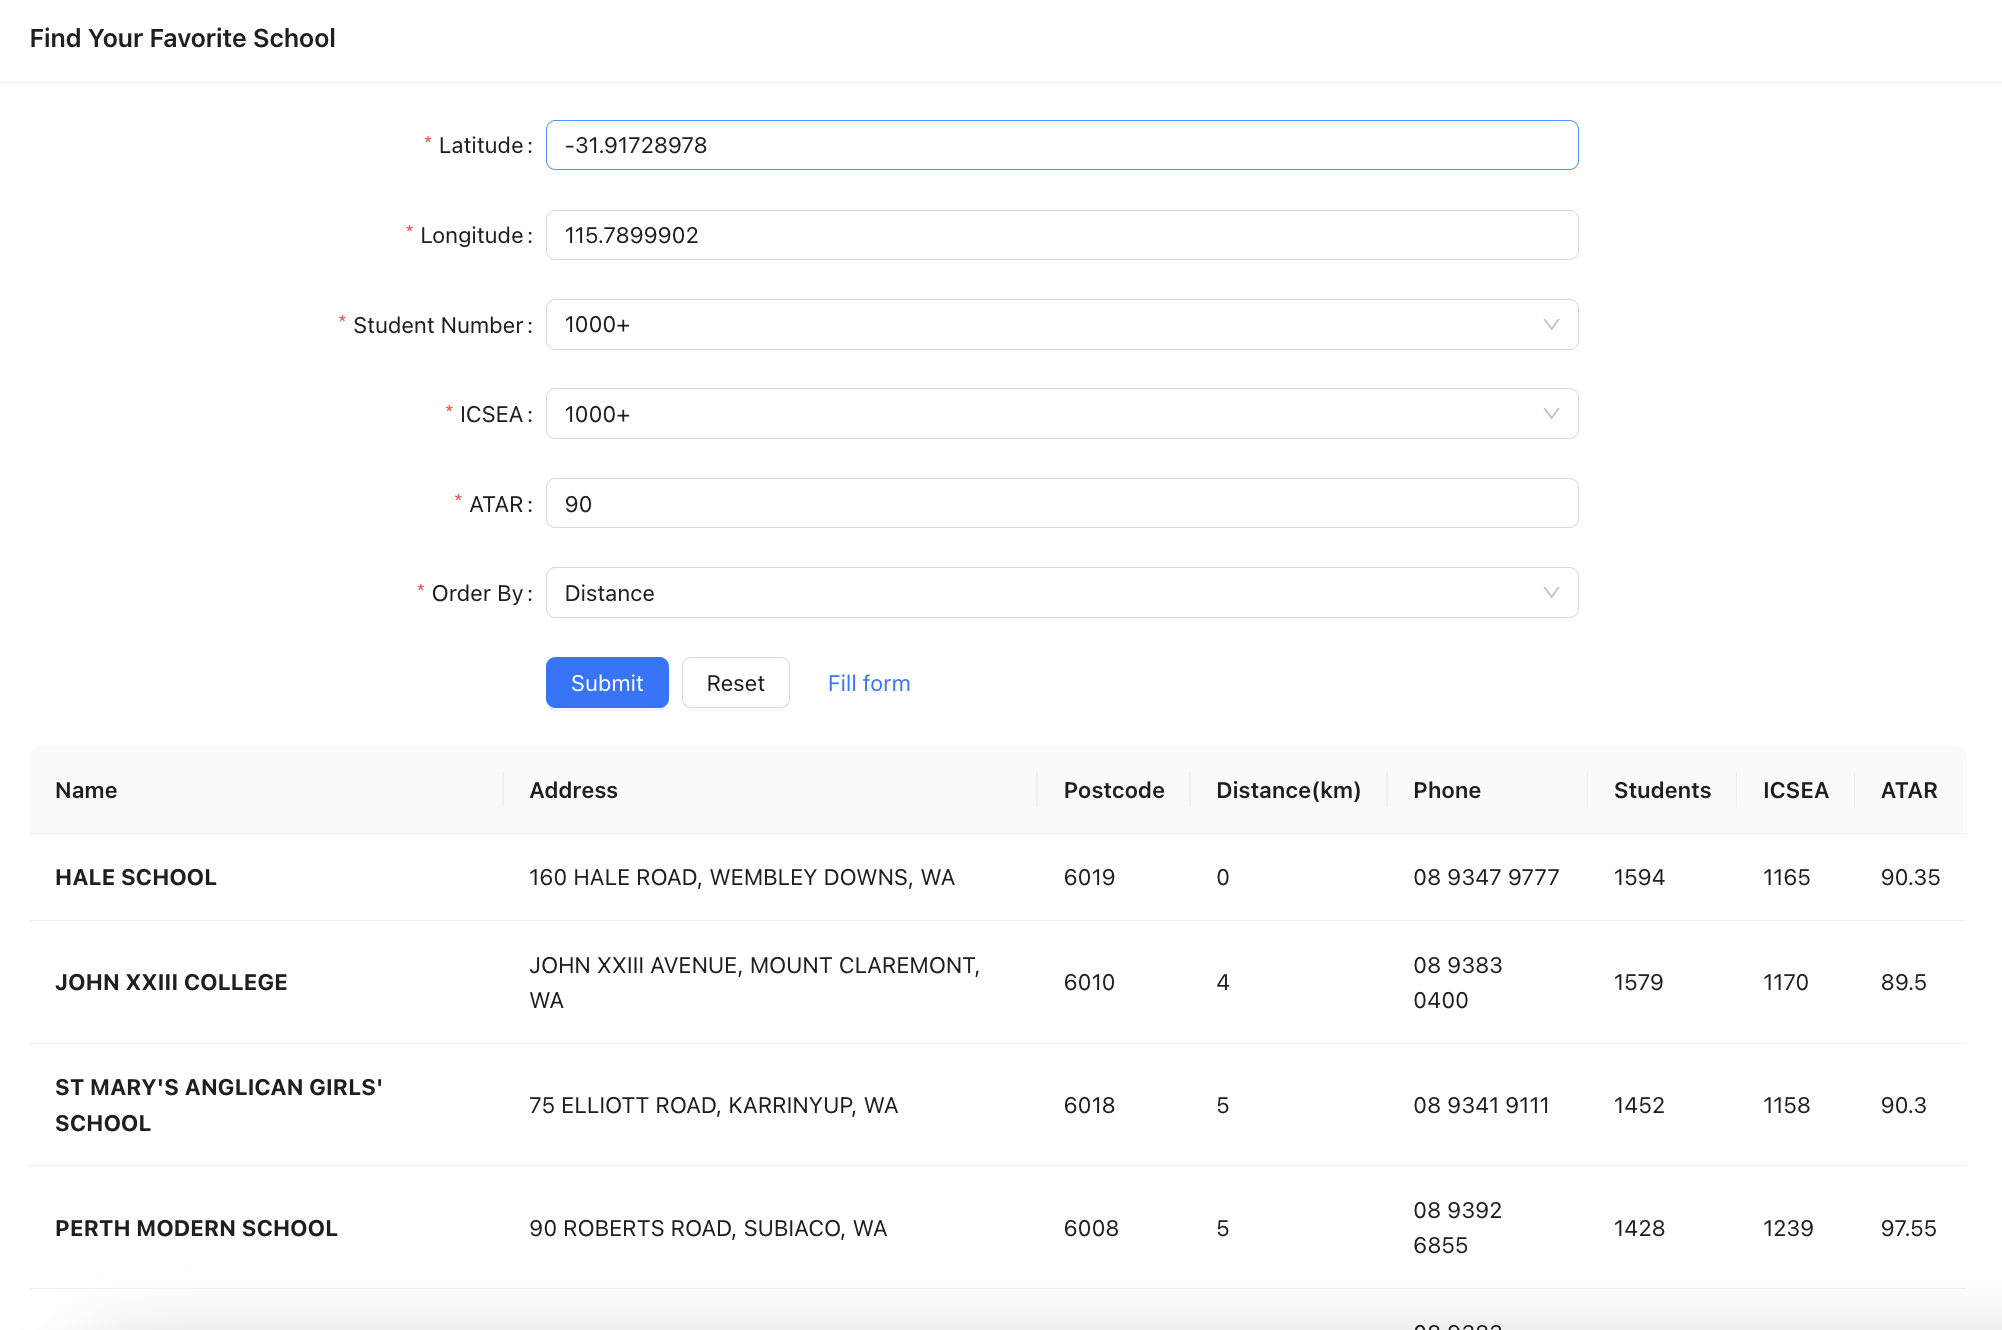 Find Your Favorite School
* Latitude: -31.91728978
* Longitude: 115.7899902
* Student Number: 1000+
* ICSEA: 1000+
* ATAR: 90
* Order By: Distance
Submit Reset Fill form
Name Address Postcode Distance(km) Phone Students ICSEA ATAR
HALE SCHOOL 160 HALE ROAD, WEMBLEY DOWNS, WA 6019 0 08 9347 9777 1594 1165 90.35
JOHN XXIII COLLEGE JOHN XXIII AVENUE, MOUNT CLAREMONT,
WA 6010 4 08 9383
0400 1579 1170 89.5
ST MARY'S ANGLICAN GIRLS'
SCHOOL 75 ELLIOTT ROAD, KARRINYUP, WA 6018 5 08 9341 9111 1452 1158 90.3
PERTH MODERN SCHOOL 90 ROBERTS ROAD, SUBIACO, WA 6008 5 08 9392
6855 1428 1239 97.55